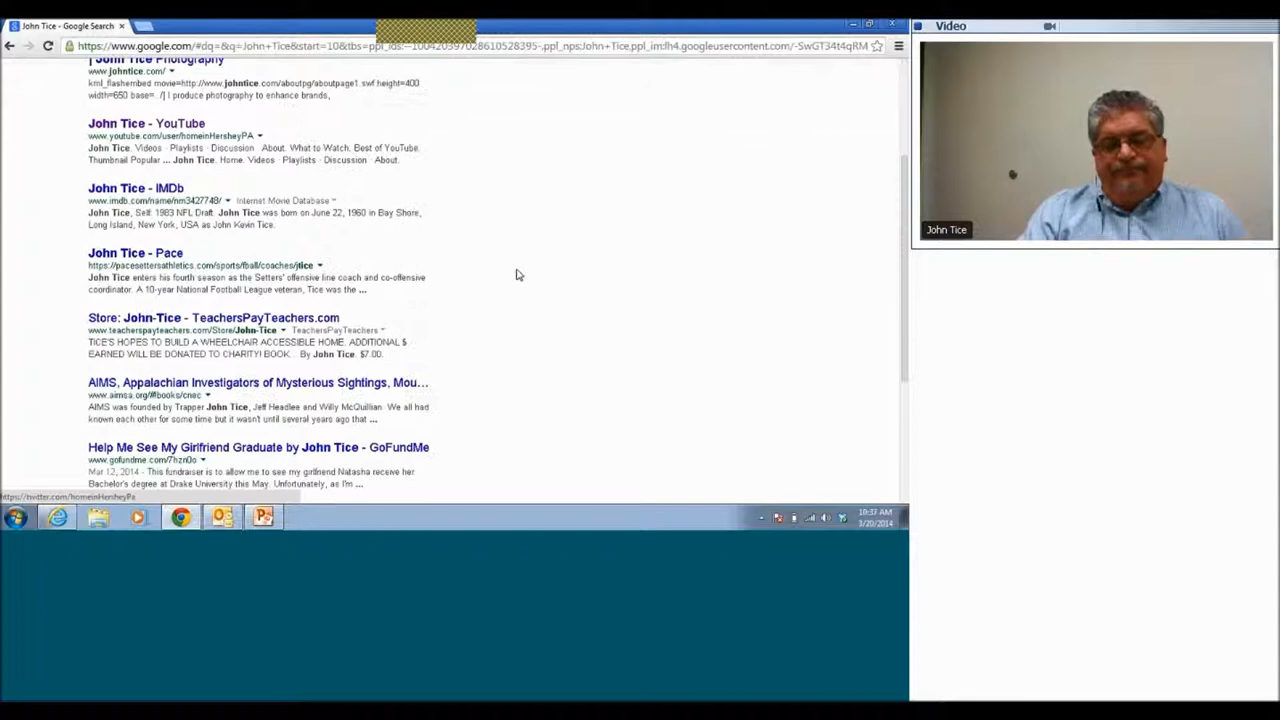 John Tice - Google Search
https://www.google.com/#dq=&q=John+Tice&start=10&tbs=ppl_ids:--100420397028610528395-,ppl_nps:John+Tice,ppl_im:lh4.googleusercontent.com/-SwGT34t4qRM
| John Tice Photography
www.johntice.com/
kml_flashembed movie=http://www.johntice.com/aboutpg/aboutpage1.swf height=400
width=650 base=. /] I produce photography to enhance brands,
John Tice - YouTube
www.youtube.com/user/homeinHersheyPA
John Tice. Videos · Playlists · Discussion · About. What to Watch. Best of YouTube.
Thumbnail Popular ... John Tice. Home. Videos · Playlists · Discussion · About.
John Tice - IMDb
www.imdb.com/name/nm3427748/ Internet Movie Database
John Tice, Self: 1983 NFL Draft. John Tice was born on June 22, 1960 in Bay Shore,
Long Island, New York, USA as John Kevin Tice.
John Tice - Pace
https://pacesettersathletics.com/sports/fball/coaches/jtice
John Tice enters his fourth season as the Setters' offensive line coach and co-offensive
coordinator. A 10-year National Football League veteran, Tice was the ...
Store: John-Tice - TeachersPayTeachers.com
www.teacherspayteachers.com/Store/John-Tice TeachersPayTeachers
TICE'S HOPES TO BUILD A WHEELCHAIR ACCESSIBLE HOME. ADDITIONAL $
EARNED WILL BE DONATED TO CHARITY! BOOK... By John Tice. $7.00.
AIMS, Appalachian Investigators of Mysterious Sightings, Mou...
www.aimsa.org/#!books/cnec
AIMS was founded by Trapper John Tice, Jeff Headlee and Willy McQuillian. We all had
known each other for some time but it wasn't until several years ago that ...
Help Me See My Girlfriend Graduate by John Tice - GoFundMe
www.gofundme.com/7hzn0o
Mar 12, 2014 - This fundraiser is to allow me to see my girlfriend Natasha receive her
Bachelor's degree at Drake University this May. Unfortunately, as I'm ...
https://twitter.com/homeinHersheyPa
10:37 AM
3/20/2014
Video
John Tice